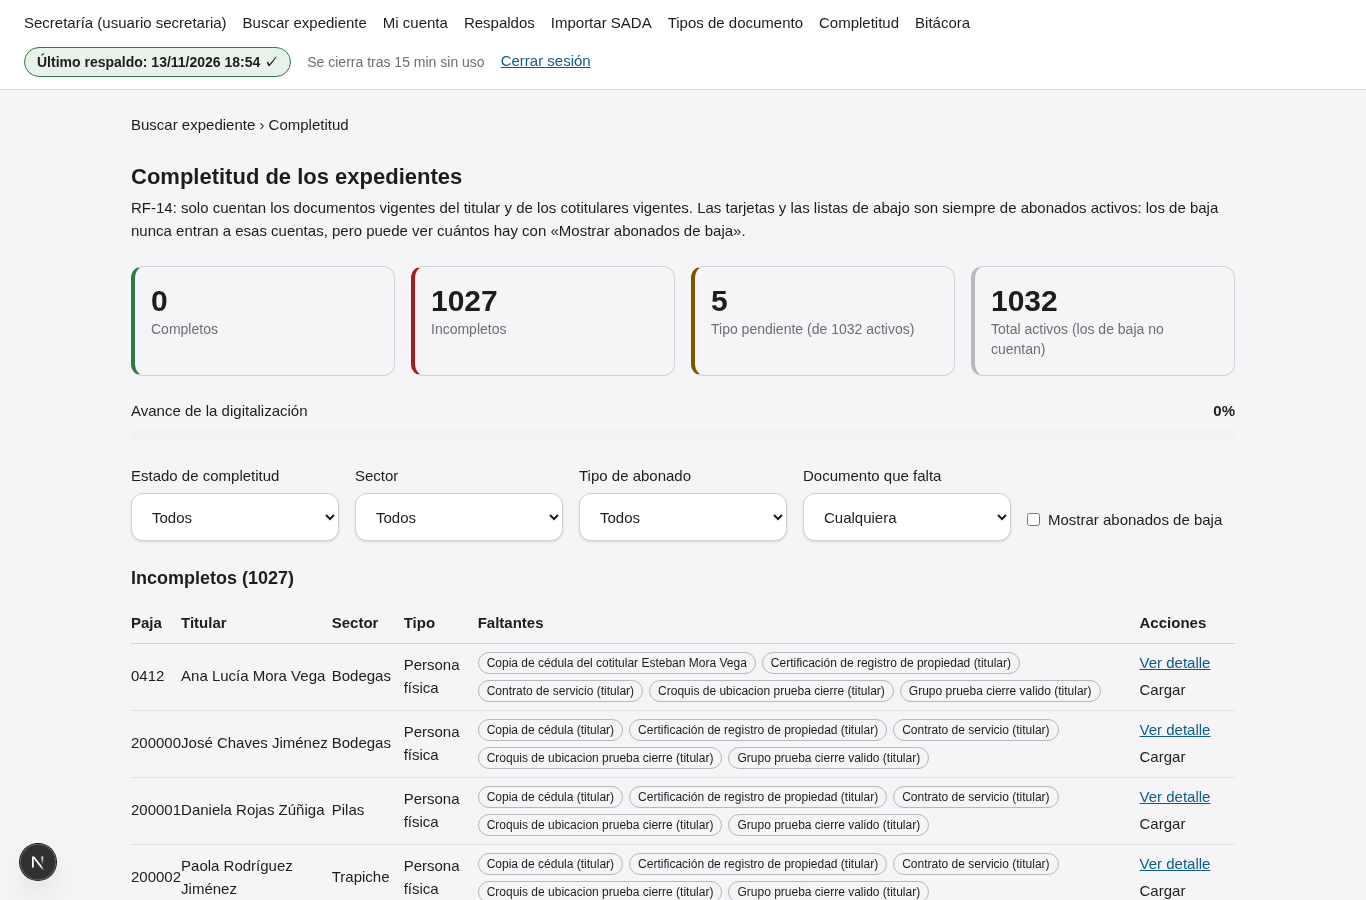 Secretaría (usuario secretaria) Buscar expediente Mi cuenta Respaldos Importar SADA Tipos de documento Completitud Bitácora
Último respaldo: 13/11/2026 18:54 ✓ Se cierra tras 15 min sin uso Cerrar sesión
Buscar expediente › Completitud
Completitud de los expedientes
RF-14: solo cuentan los documentos vigentes del titular y de los cotitulares vigentes. Las tarjetas y las listas de abajo son siempre de abonados activos: los de baja
nunca entran a esas cuentas, pero puede ver cuántos hay con «Mostrar abonados de baja».
0
Completos
1027
Incompletos
5
Tipo pendiente (de 1032 activos)
1032
Total activos (los de baja no
cuentan)
Avance de la digitalización 0%
Estado de completitud Sector Tipo de abonado Documento que falta
Todos Todos Todos Cualquiera Mostrar abonados de baja
Incompletos (1027)
Paja Titular Sector Tipo Faltantes Acciones
0412 Ana Lucía Mora Vega Bodegas Persona física Copia de cédula del cotitular Esteban Mora Vega Certificación de registro de propiedad (titular) Ver detalle
Contrato de servicio (titular) Croquis de ubicacion prueba cierre (titular) Grupo prueba cierre valido (titular) Cargar
200000 José Chaves Jiménez Bodegas Persona física Copia de cédula (titular) Certificación de registro de propiedad (titular) Contrato de servicio (titular) Ver detalle
Croquis de ubicacion prueba cierre (titular) Grupo prueba cierre valido (titular) Cargar
200001 Daniela Rojas Zúñiga Pilas Persona física Copia de cédula (titular) Certificación de registro de propiedad (titular) Contrato de servicio (titular) Ver detalle
Croquis de ubicacion prueba cierre (titular) Grupo prueba cierre valido (titular) Cargar
200002 Paola Rodríguez Jiménez Trapiche Persona física Copia de cédula (titular) Certificación de registro de propiedad (titular) Contrato de servicio (titular) Ver detalle
Croquis de ubicacion prueba cierre (titular) Grupo prueba cierre valido (titular) Cargar
N